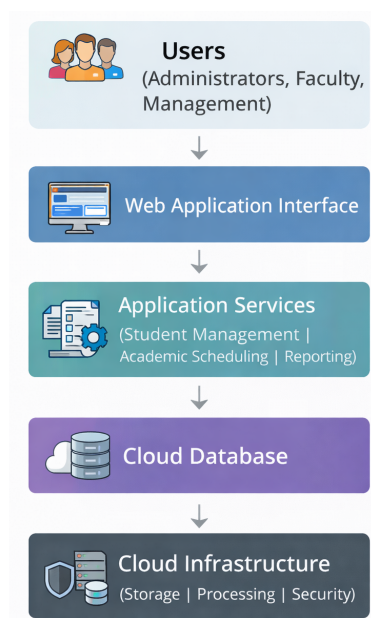 Users
(Administrators, Faculty,
Management)
Web Application Interface
Application Services
(Student Management |
Academic Scheduling | Reporting)
Cloud Database
Cloud Infrastructure
(Storage | Processing | Security)